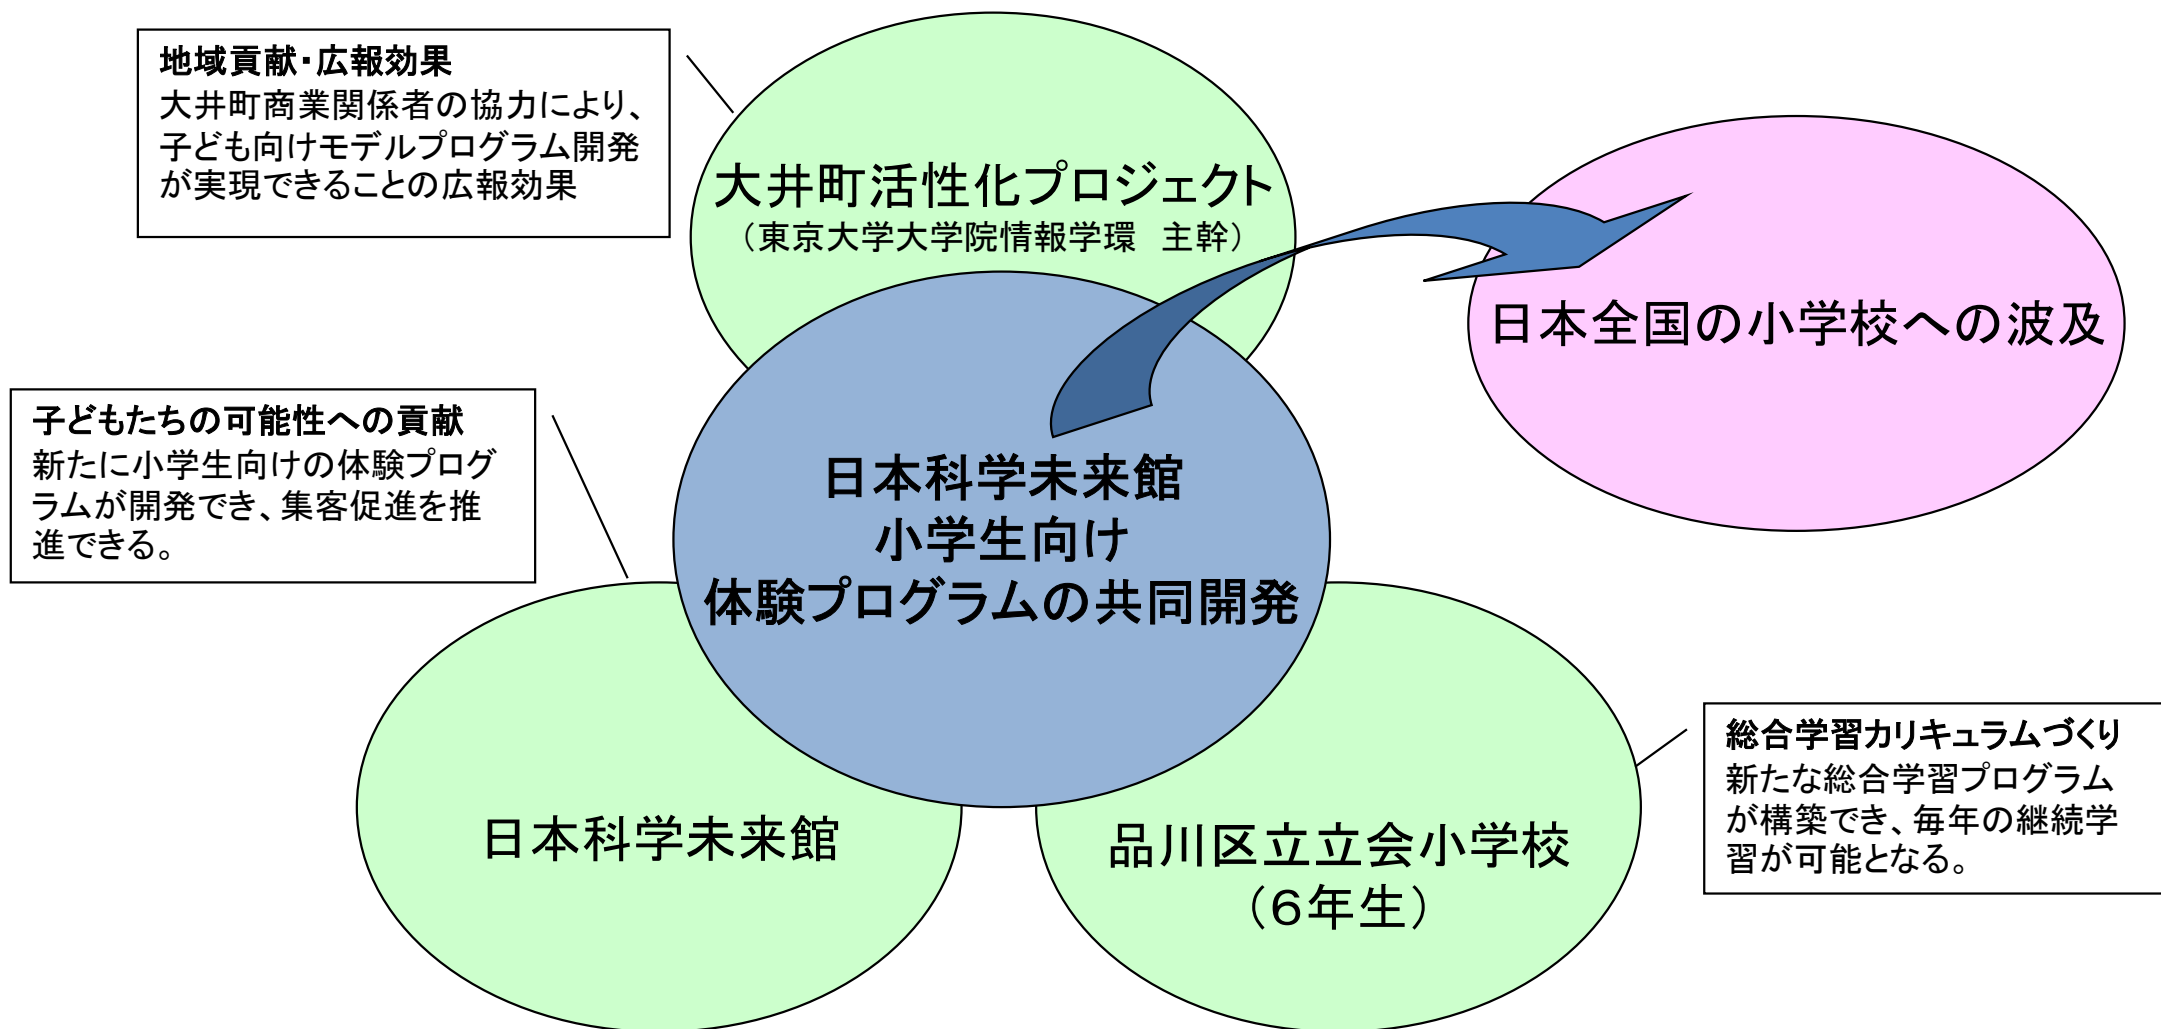 地域貢献・広報効果
大井町商業関係者の協力により、
子ども向けモデルプログラム開発
が実現できることの広報効果
大井町活性化プロジェクト
（東京大学大学院情報学環　主幹）
日本全国の小学校への波及
子どもたちの可能性への貢献
新たに小学生向けの体験プログ
ラムが開発でき、集客促進を推
進できる。
日本科学未来館
小学生向け
体験プログラムの共同開発
総合学習カリキュラムづくり
新たな総合学習プログラム
が構築でき、毎年の継続学
習が可能となる。
日本科学未来館
品川区立立会小学校
（６年生）